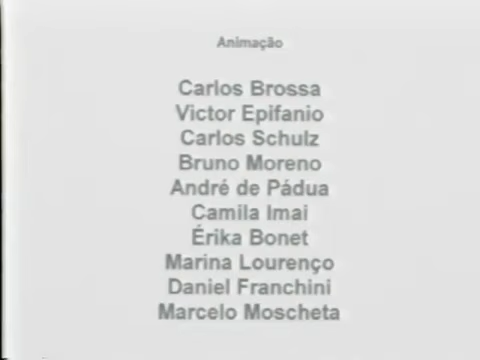 Animação
Carlos Brossa
Victor Epifanio
Carlos Schulz
Bruno Moreno
André de Pádua
Camila Imai
Érika Bonet
Marina Lourenço
Daniel Franchini
Marcelo Moscheta